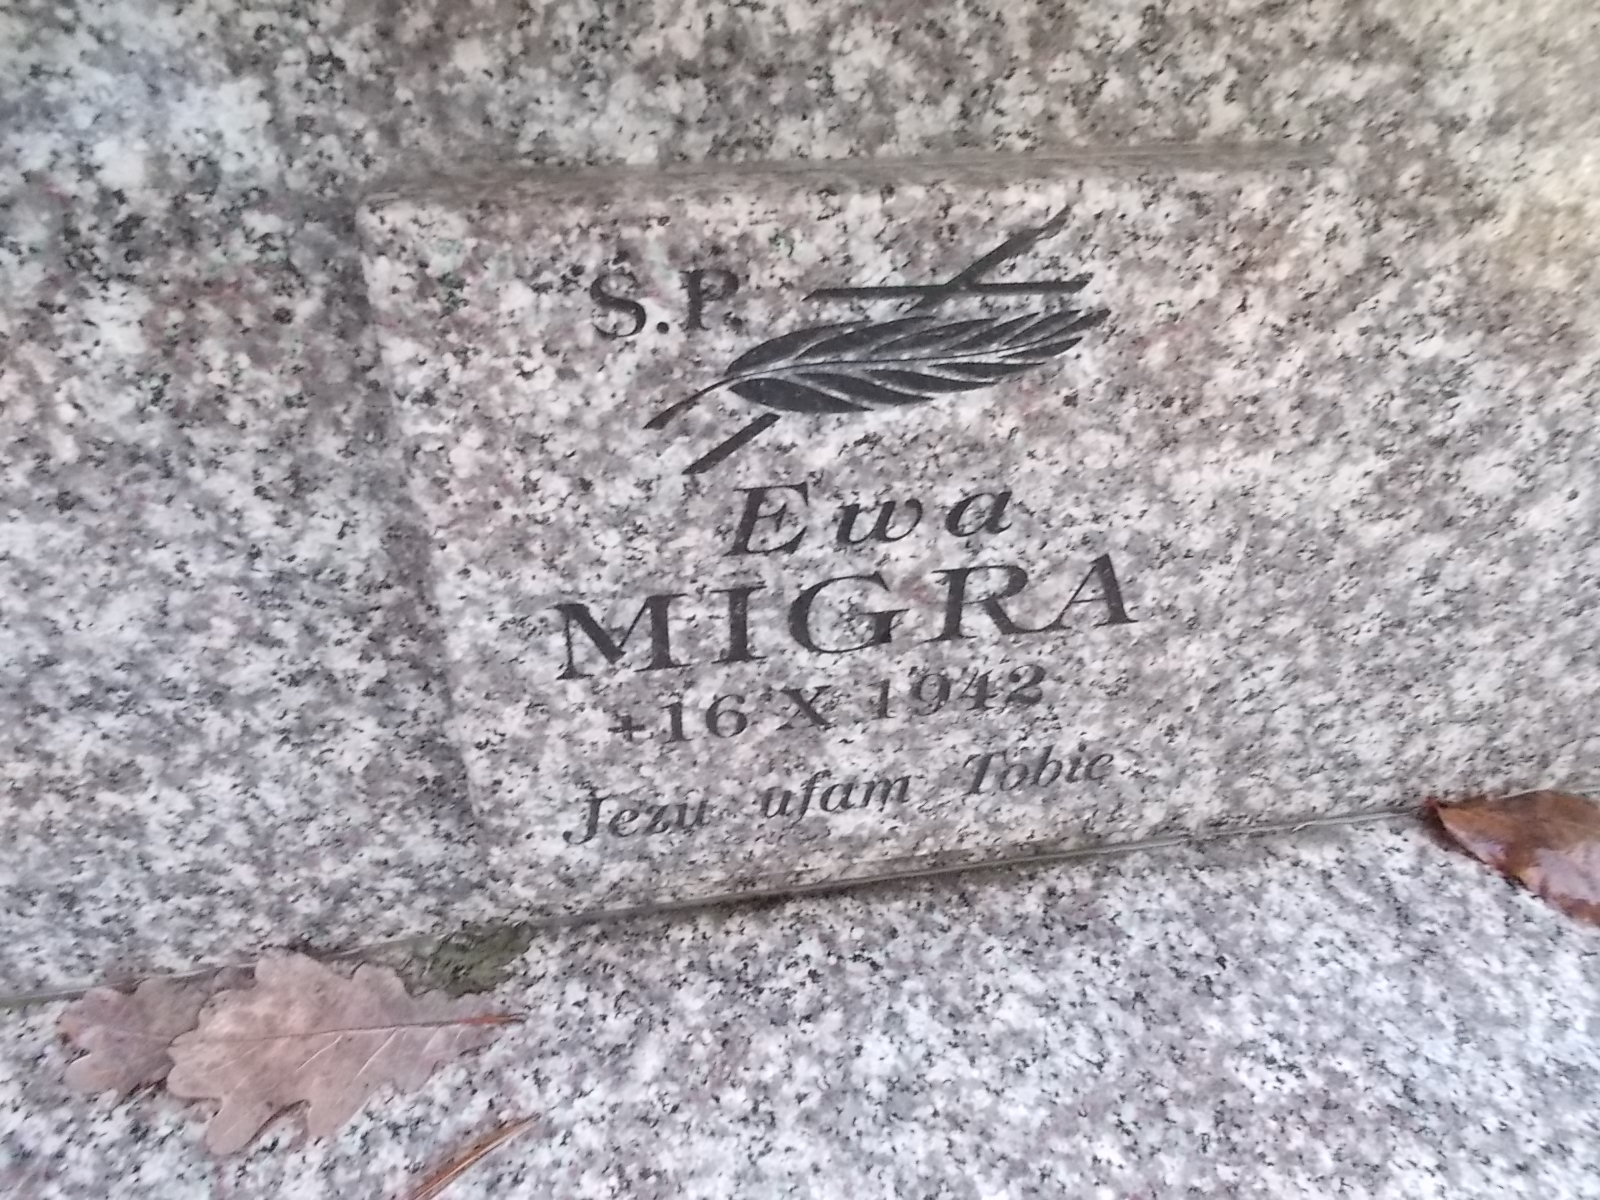 Ś.P.
Ewa
MIGRA
+16 X 1942
Jezu ufam Tobie